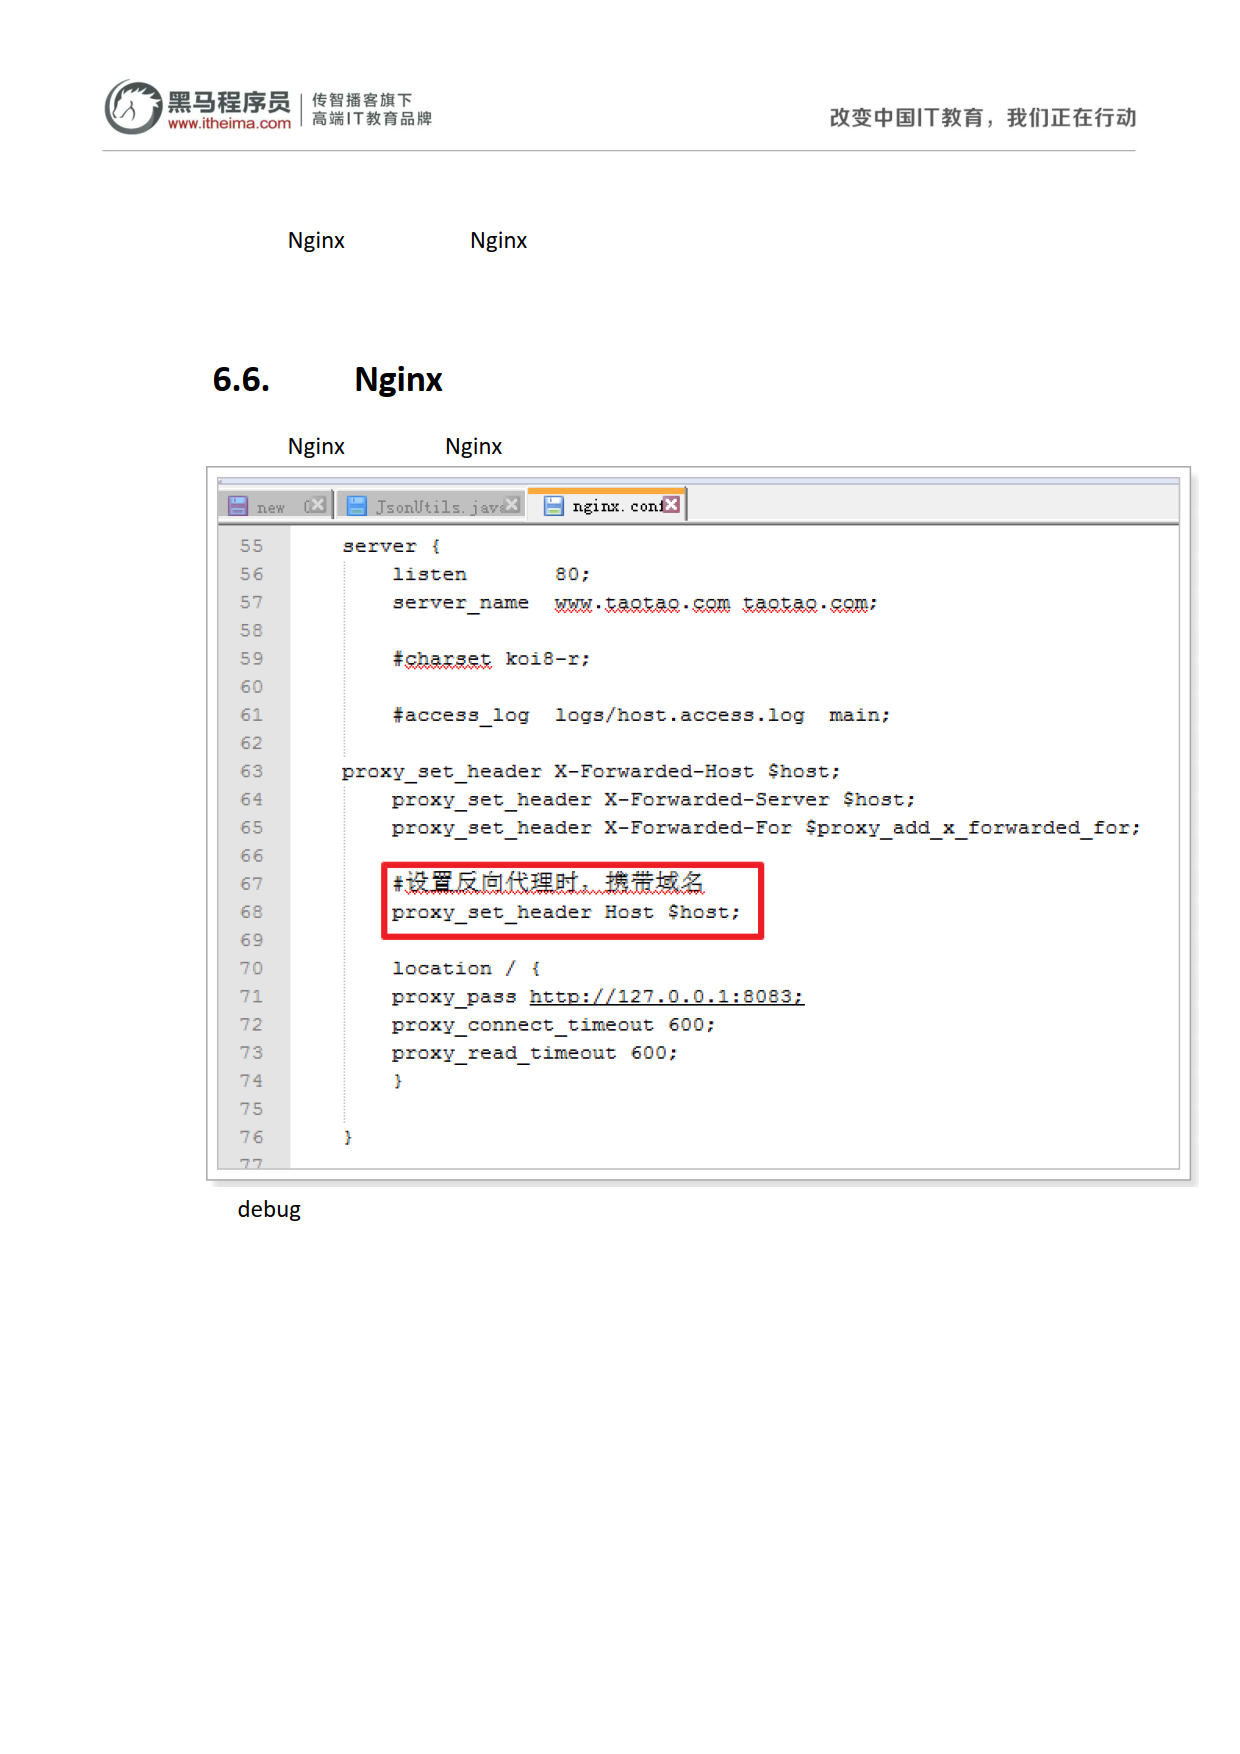 黑马程序员
www.itheima.com
传智播客旗下
高端IT教育品牌
改变中国IT教育，我们正在行动
Nginx Nginx
6.6. Nginx
Nginx Nginx
new JsonUtils.jav nginx.conf
55 server {
56 listen 80;
57 server_name www.taotao.com taotao.com;
58
59 #charset koi8-r;
60
61 #access_log logs/host.access.log main;
62
63 proxy_set_header X-Forwarded-Host $host;
64 proxy_set_header X-Forwarded-Server $host;
65 proxy_set_header X-Forwarded-For $proxy_add_x_forwarded_for;
66
67 #设置反向代理时，携带域名
68 proxy_set_header Host $host;
69
70 location / {
71 proxy_pass http://127.0.0.1:8083;
72 proxy_connect_timeout 600;
73 proxy_read_timeout 600;
74 }
75
76 }
77
debug